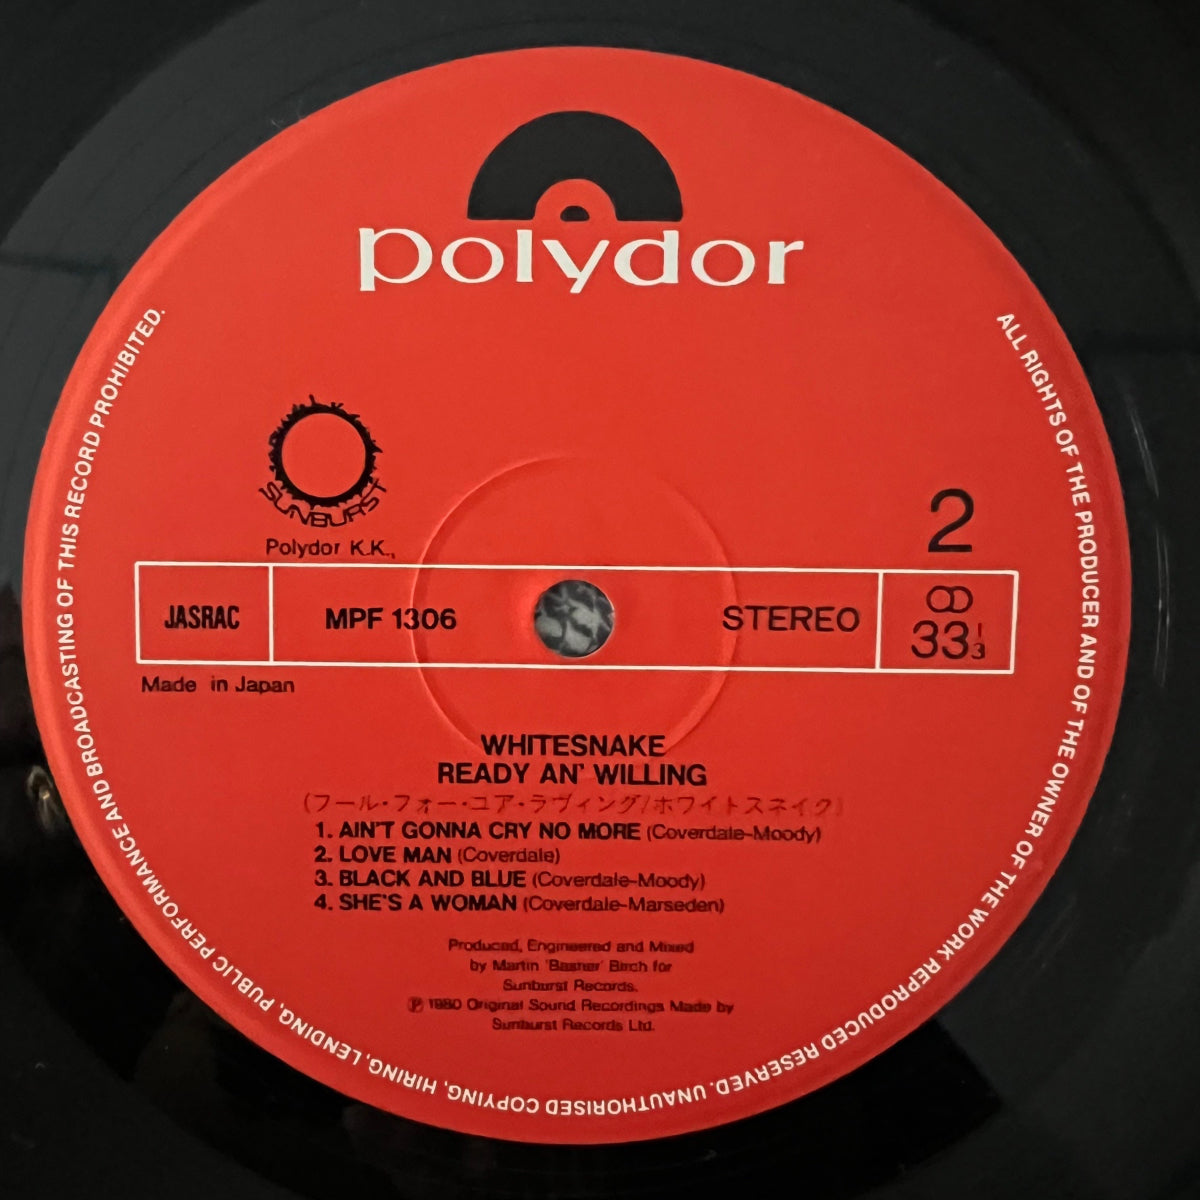 polydor
SUNBURST
Polydor K.K.,
2
JASRAC
MPF 1306
STEREO
33 1/3
Made in Japan
WHITESNAKE
READY AN' WILLING
(フール・フォー・ユア・ラヴィング/ホワイトスネイク)
1. AIN'T GONNA CRY NO MORE (Coverdale-Moody)
2. LOVE MAN (Coverdale)
3. BLACK AND BLUE (Coverdale-Moody)
4. SHE'S A WOMAN (Coverdale-Marseden)
Produced, Engineered and Mixed
by Martin 'Basner' Birch for
Sunburst Records.
℗ 1980 Original Sound Recordings Made by
Sunburst Records Ltd.
ALL RIGHTS OF THE PRODUCER AND OF THE OWNER OF THE WORK REPRODUCED RESERVED. UNAUTHORISED COPYING, HIRING, LENDING, PUBLIC PERFORMANCE AND BROADCASTING OF THIS RECORD PROHIBITED.